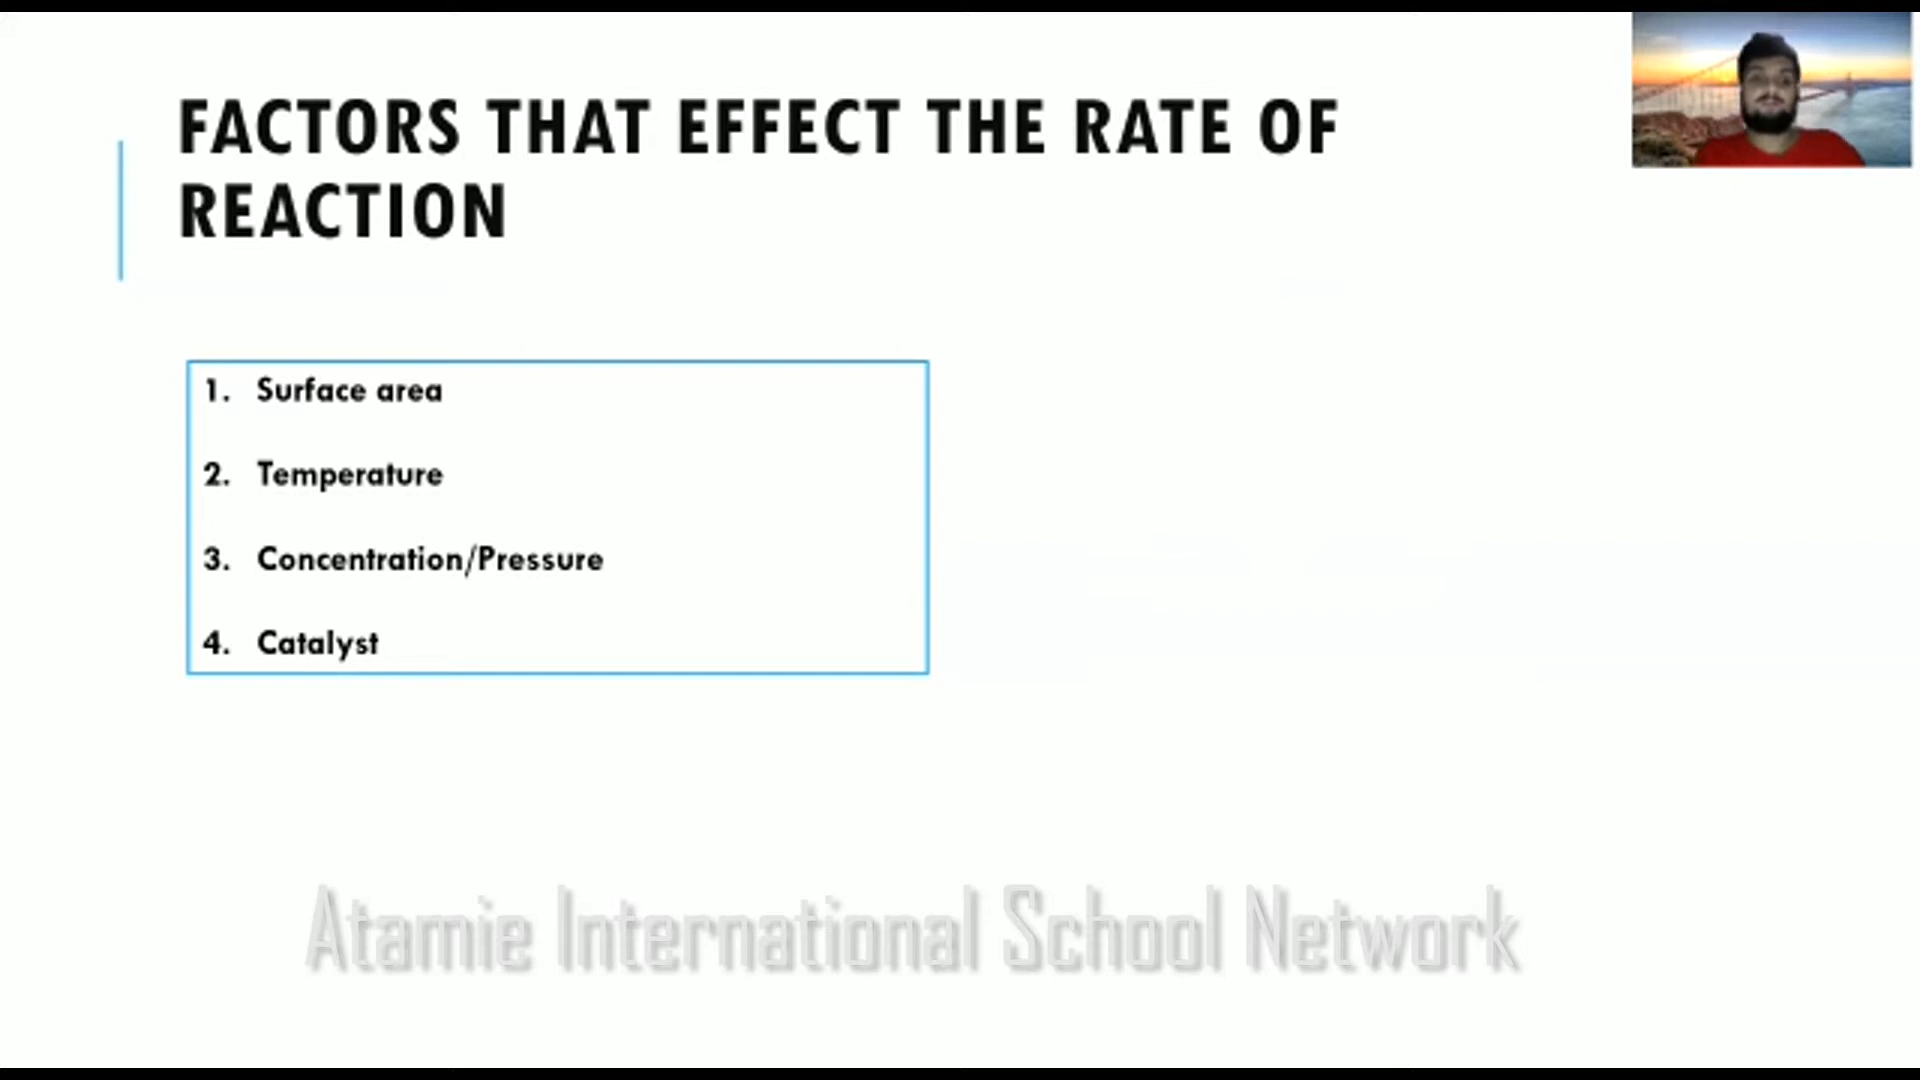 FACTORS THAT EFFECT THE RATE OF
REACTION
1. Surface area
2. Temperature
3. Concentration/Pressure
4. Catalyst
Atamie International School Network